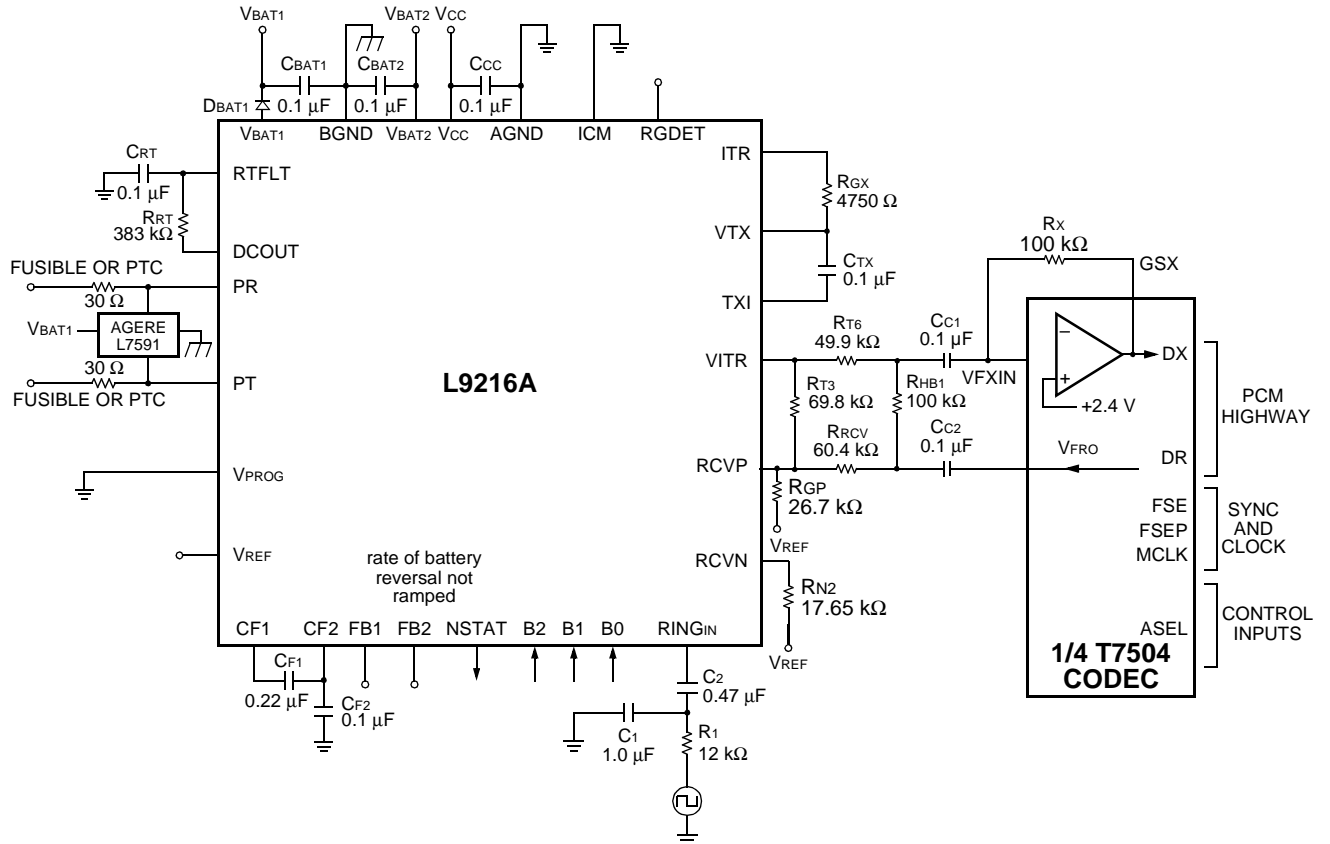 VBAT1
VBAT2
VCC
CBAT1
0.1 µF
CBAT2
0.1 µF
CCC
0.1 µF
DBAT1
VBAT1
BGND
VBAT2
VCC
AGND
ICM
RGDET
CRT
0.1 µF
RTFLT
RRT
383 kΩ
DCOUT
FUSIBLE OR PTC
30 Ω
PR
VBAT1
AGERE
L7591
30 Ω
PT
FUSIBLE OR PTC
VPROG
VREF
L9216A
rate of battery
reversal not
ramped
ITR
RGX
4750 Ω
VTX
CTX
0.1 µF
TXI
VITR
RT6
49.9 kΩ
RT3
69.8 kΩ
RHB1
100 kΩ
RRCV
60.4 kΩ
CC1
0.1 µF
CC2
0.1 µF
RCVP
RGP
26.7 kΩ
VREF
RCVN
RN2
17.65 kΩ
VREF
RX
100 kΩ
GSX
VFXIN
−
+
+2.4 V
DX
VFRO
DR
PCM
HIGHWAY
FSE
FSEP
MCLK
SYNC
AND
CLOCK
ASEL
CONTROL
INPUTS
1/4 T7504
CODEC
CF1
CF2
FB1
FB2
NSTAT
B2
B1
B0
RINGIN
CF1
0.22 µF
CF2
0.1 µF
C2
0.47 µF
C1
1.0 µF
R1
12 kΩ